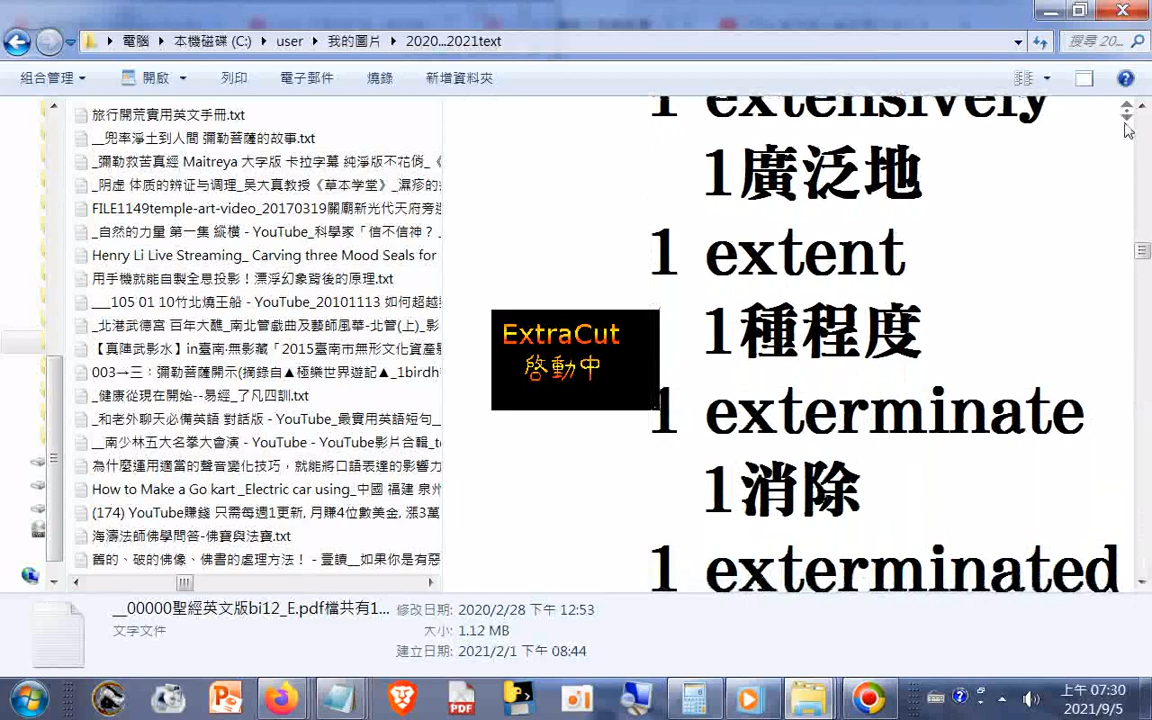 電腦 ▸ 本機磁碟 (C:) ▸ user ▸ 我的圖片 ▸ 2020...2021text
搜尋 20...
組合管理 開啟 列印 電子郵件 燒錄 新增資料夾
旅行開荒實用英文手冊.txt
__兜率淨土到人間 彌勒菩薩的故事.txt
_彌勒救苦真經 Maitreya 大字版 卡拉字幕 純淨版不花俏_《
_阴虚 体质的辨证与调理_吴大真教授《草本学堂》_濕疹的
FILE1149temple-art-video_20170319關廟新光代天府旁
_自然的力量 第一集 縱橫 - YouTube_科學家「信不信神？
Henry Li Live Streaming_ Carving three Mood Seals for
用手機就能自製全息投影！漂浮幻象背後的原理.txt
___105 01 10竹北燒王船 - YouTube_20101113 如何超越
_北港武德宮 百年大醮_南北管戲曲及藝師風華-北管(上)_影
【真陣武影水】in臺南·無影藏「2015臺南市無形文化資產
003→三：彌勒菩薩開示(摘錄自▲極樂世界遊記▲_1birdh
_健康從現在開始--易經_了凡四訓.txt
_和老外聊天必備英語 對話版 - YouTube_最實用英語短句_
__南少林五大名拳大會演 - YouTube - YouTube影片合輯_t
為什麼運用適當的聲音變化技巧，就能將口語表達的影響力
How to Make a Go kart _Electric car using_中國 福建 泉州
(174) YouTube賺錢 只需每週1更新, 月賺4位數美金, 漲3萬
海濤法師佛學問答-佛寶與法寶.txt
舊的、破的佛像、佛書的處理方法！ - 壹讀__如果你是有惡
1 extensively
1廣泛地
1 extent
1種程度
1 exterminate
1消除
1 exterminated
ExtraCut
啓動中
__00000聖經英文版bi12_E.pdf檔共有1...
文字文件
修改日期: 2020/2/28 下午 12:53
大小: 1.12 MB
建立日期: 2021/2/1 下午 08:44
PDF
上午 07:30
2021/9/5